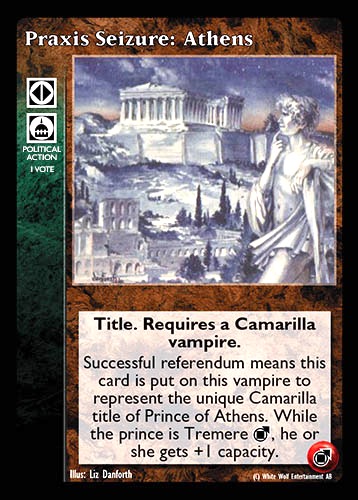 Praxis Seizure: Athens
POLITICAL
ACTION
1 VOTE
Title. Requires a Camarilla
vampire.
Successful referendum means this
card is put on this vampire to
represent the unique Camarilla
title of Prince of Athens. While
the prince is Tremere , he or
she gets +1 capacity.
Illus: Liz Danforth
(C) White Wolf Entertainment AB